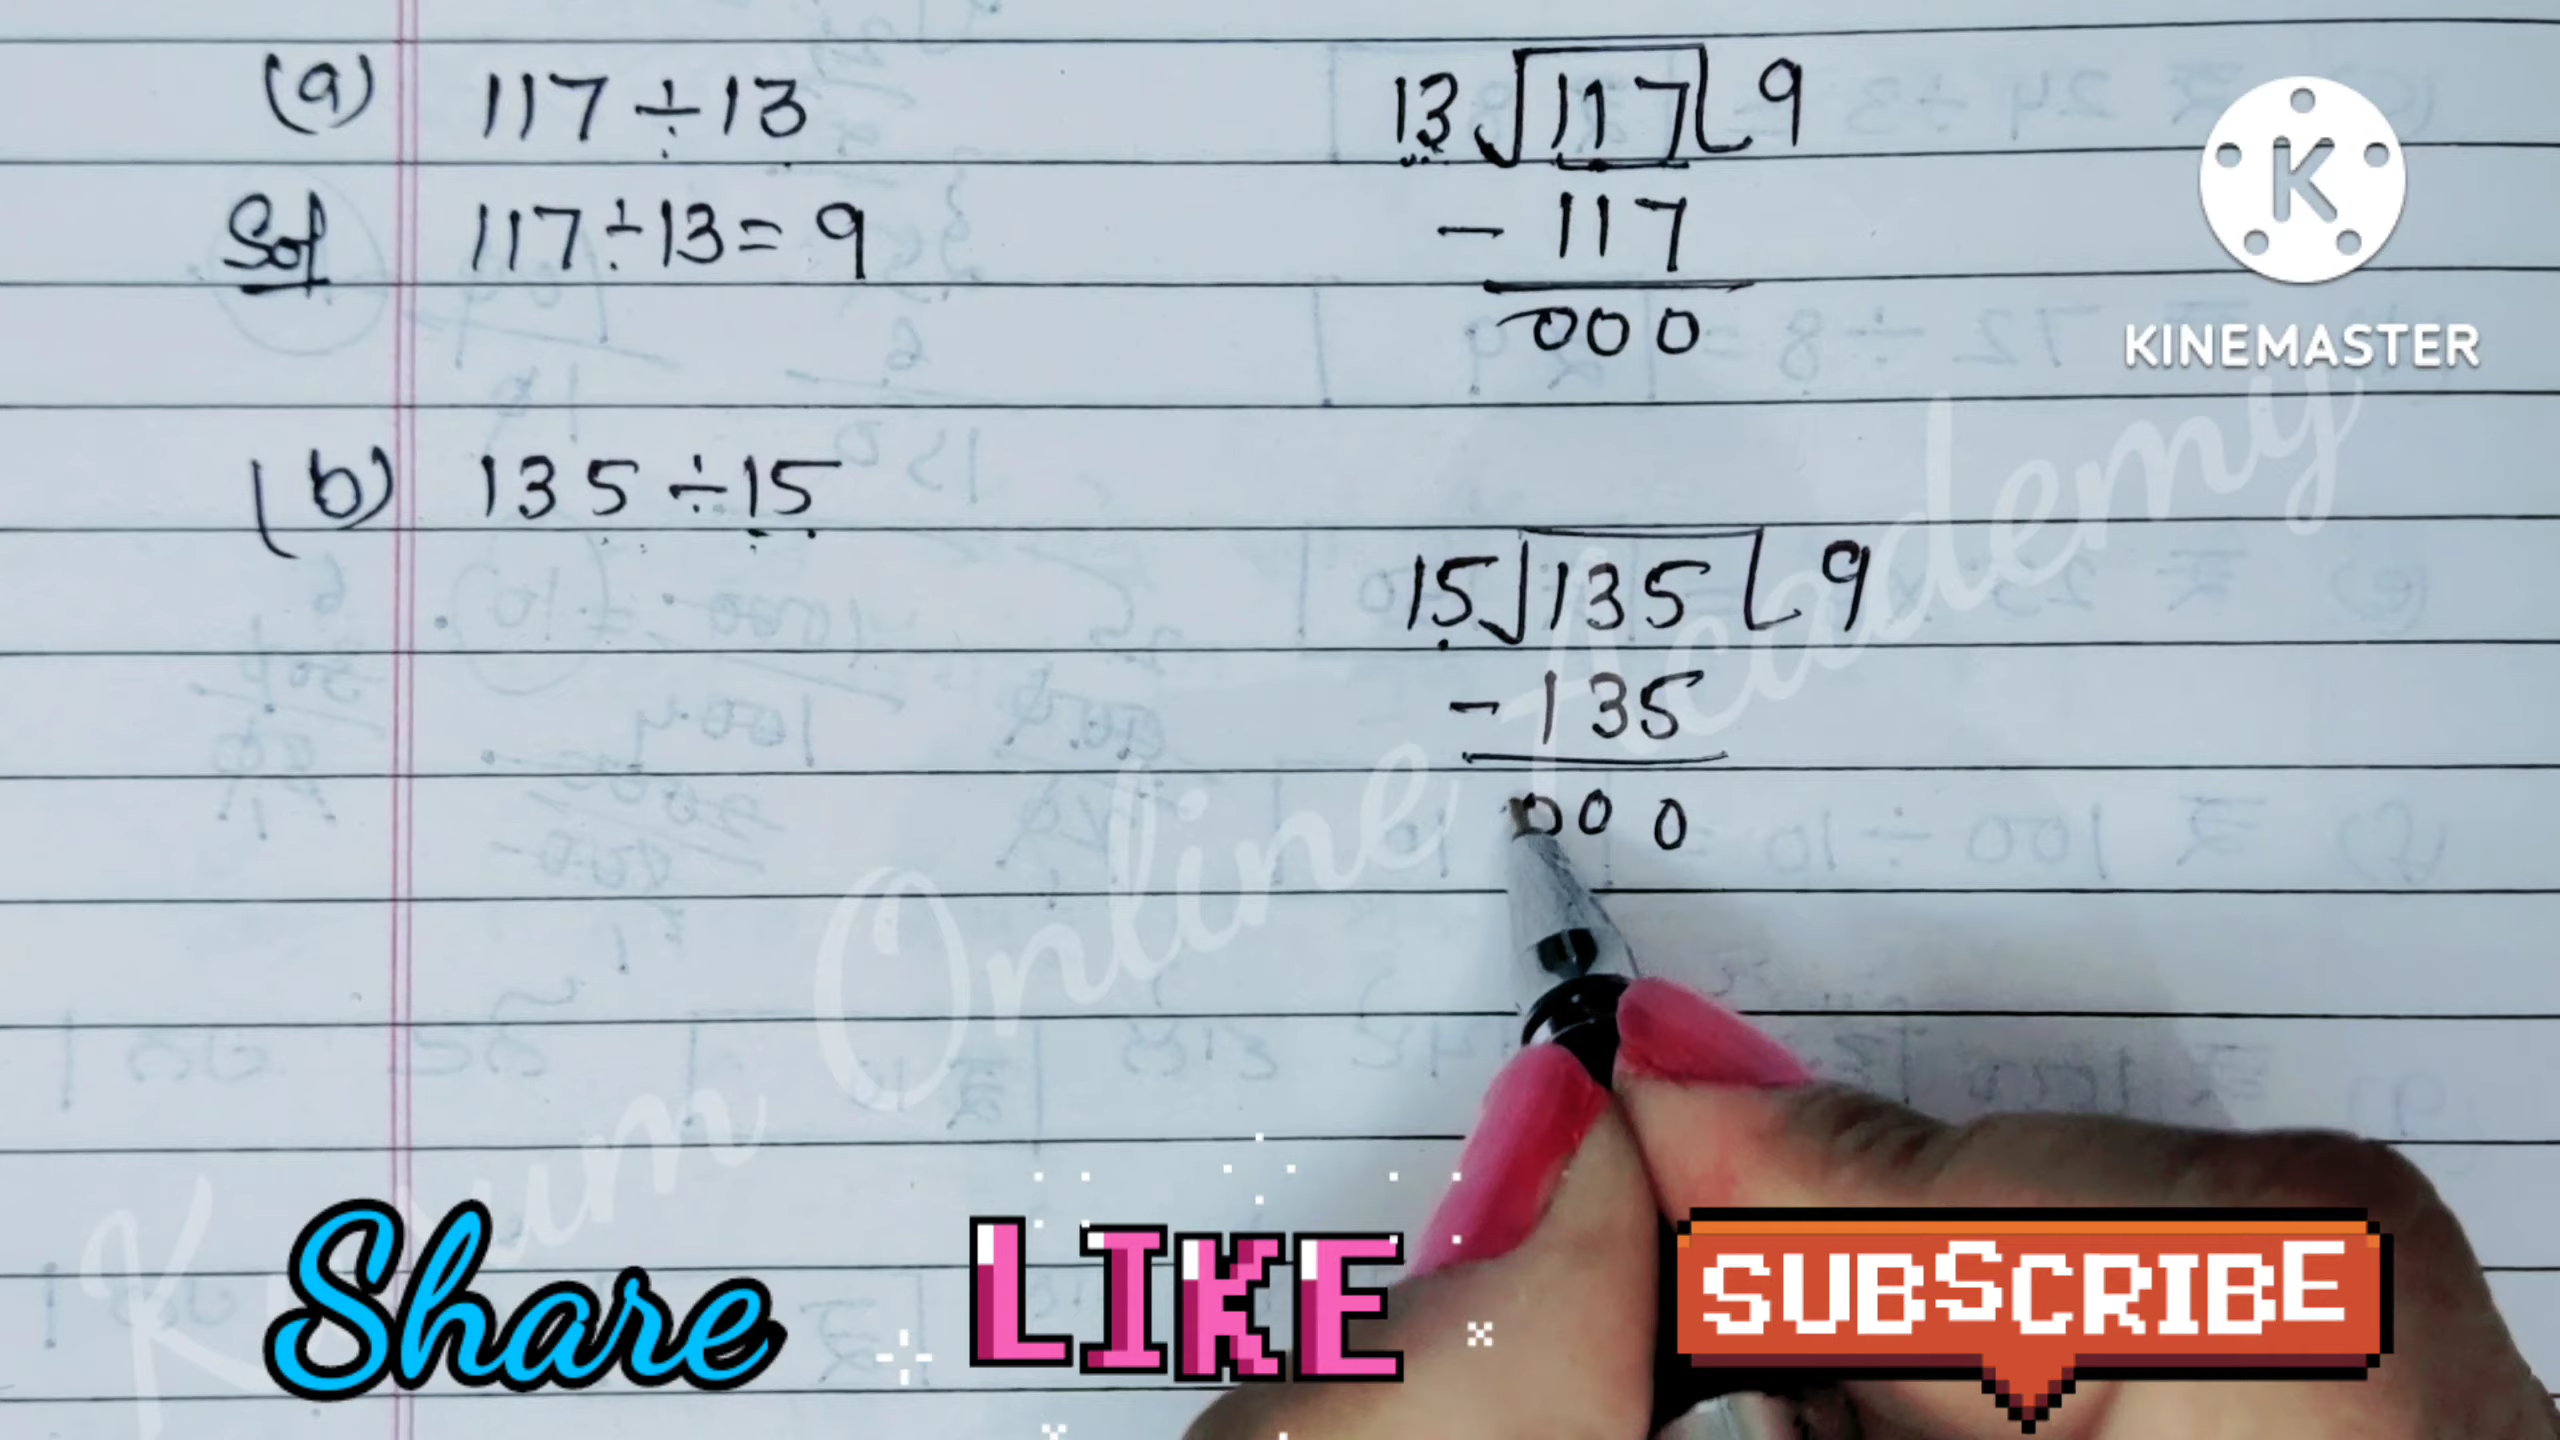 (a) 117 ÷ 13
Sol 117 ÷ 13 = 9
13 117 9
- 117
000
(b) 135 ÷ 15
15 135 9
- 135
000
KINEMASTER
Online Academy
Share LIKE SUBSCRIBE